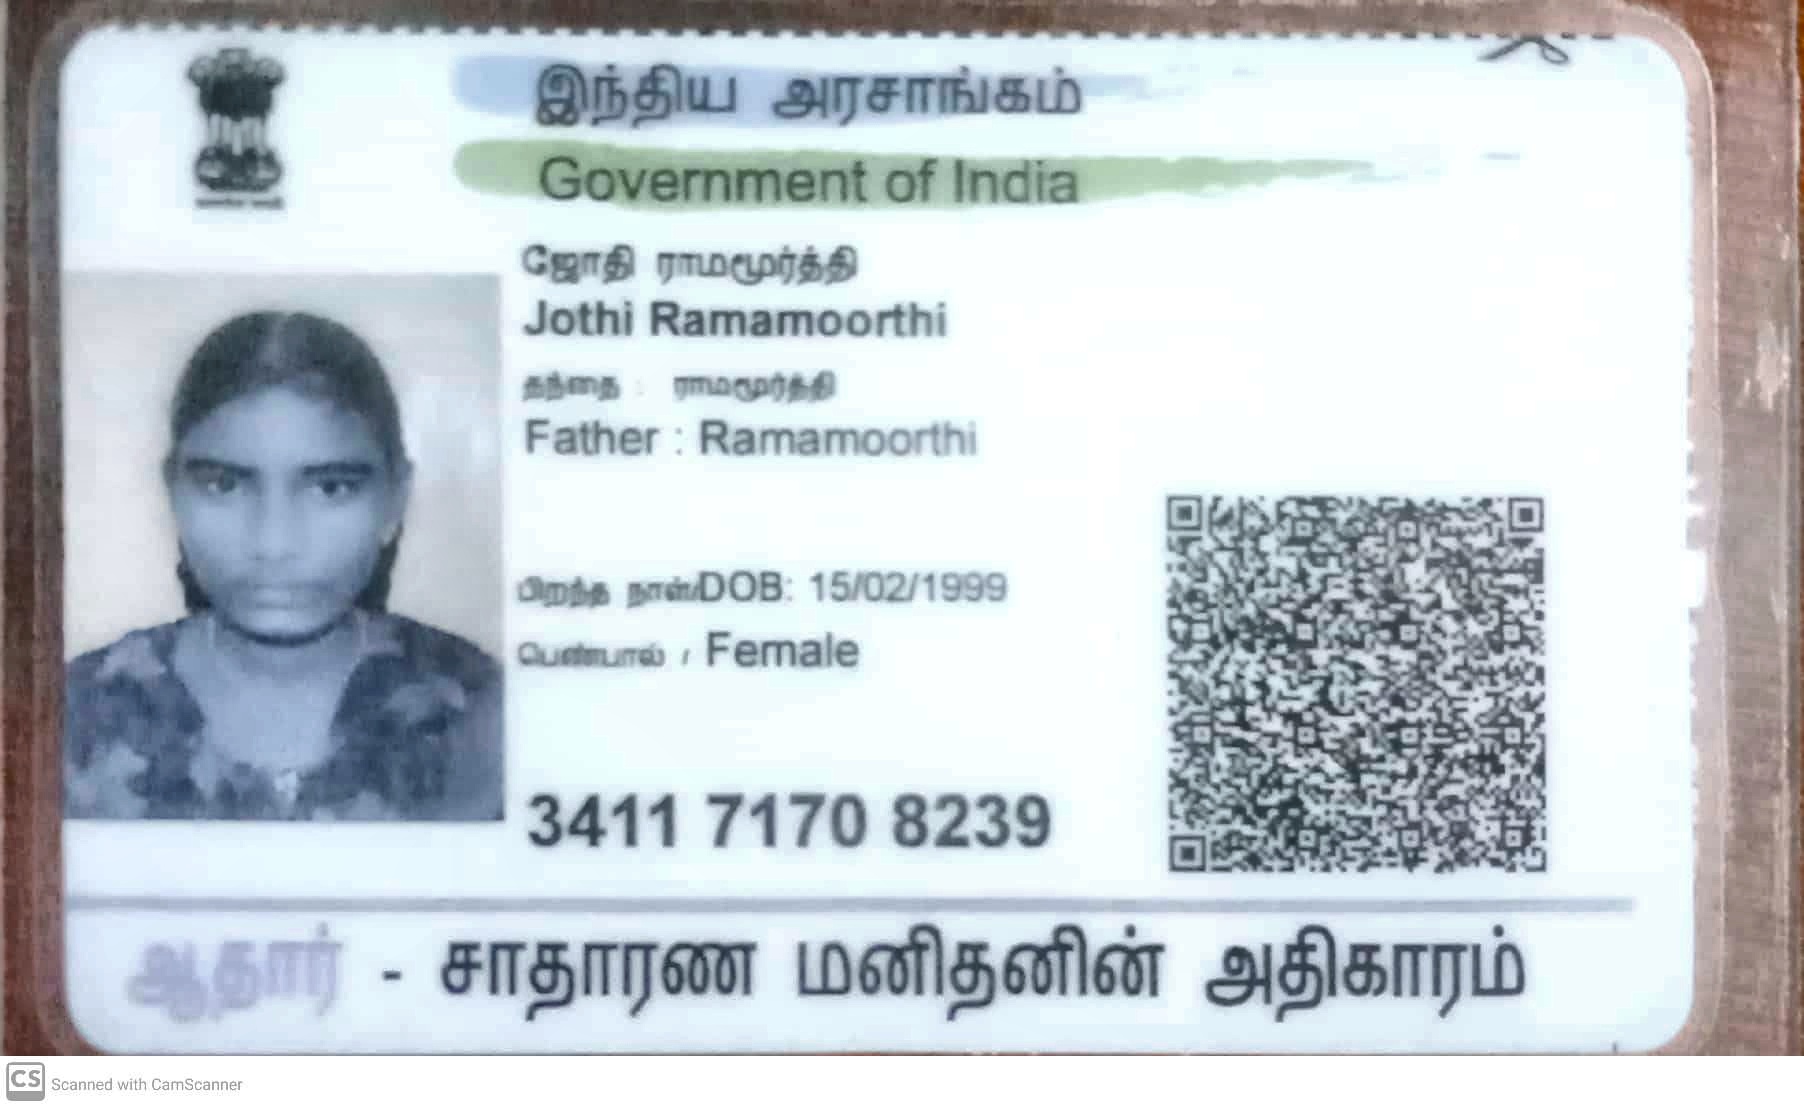 இந்திய அரசாங்கம்
Government of India
ஜோதி ராமமூர்த்தி
Jothi Ramamoorthi
தந்தை : ராமமூர்த்தி
Father : Ramamoorthi
பிறந்த நாள்/DOB: 15/02/1999
பெண்பால் / Female
3411 7170 8239
ஆதார் - சாதாரண மனிதனின் அதிகாரம்
CS Scanned with CamScanner